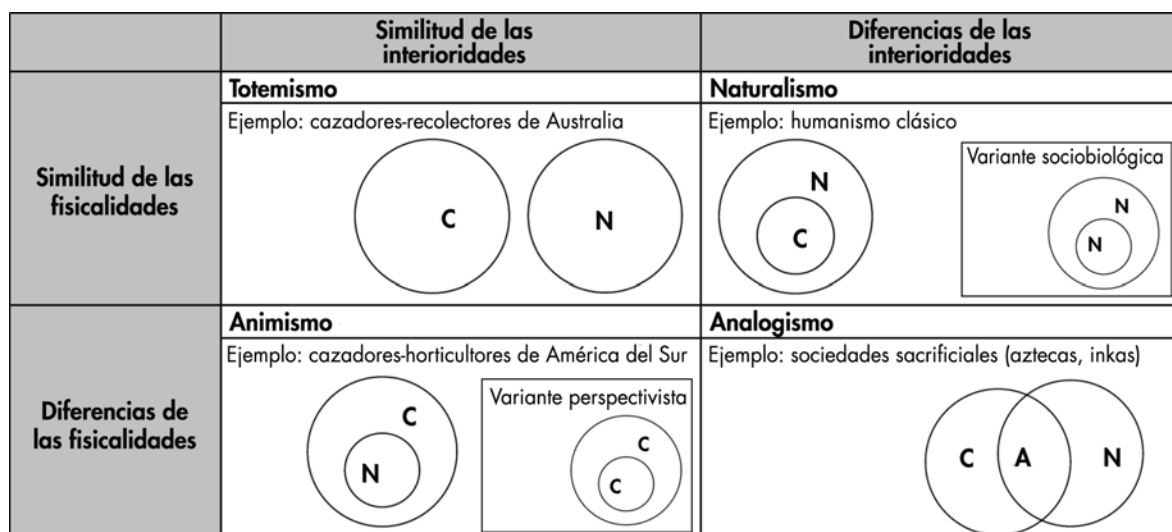 Similitud de las
interioridades
Diferencias de las
interioridades
Similitud de las
fisicalidades
Totemismo
Ejemplo: cazadores-recolectores de Australia
C
N
Naturalismo
Ejemplo: humanismo clásico
N
C
Variante sociobiológica
N
N
Diferencias de
las fisicalidades
Animismo
Ejemplo: cazadores-horticultores de América del Sur
C
N
Variante perspectivista
C
C
Analogismo
Ejemplo: sociedades sacrificiales (aztecas, inkas)
C A N